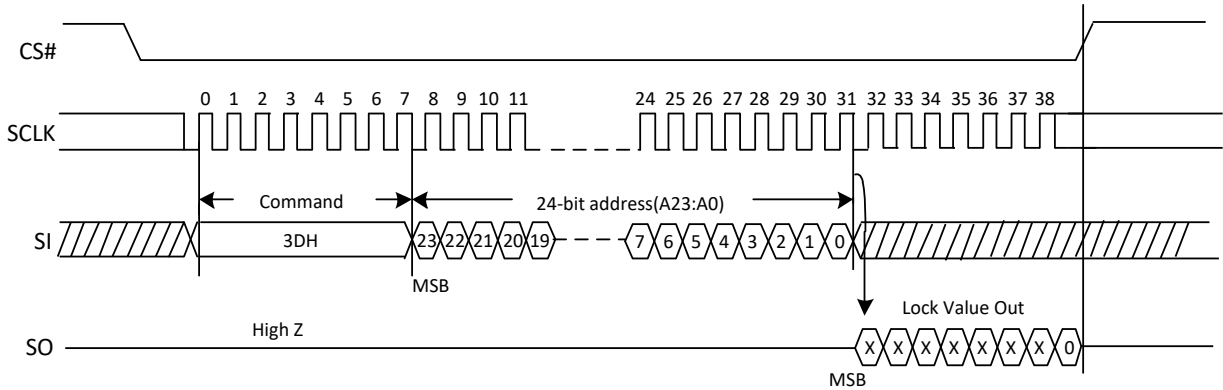 CS#
0 1 2 3 4 5 6 7 8 9 10 11 24 25 26 27 28 29 30 31 32 33 34 35 36 37 38
SCLK
Command 24-bit address(A23:A0)
SI 3DH 23 22 21 20 19 7 6 5 4 3 2 1 0
MSB
Lock Value Out
High Z
SO X X X X X X X 0
MSB